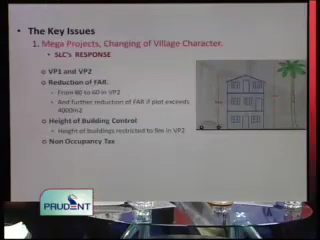 The Key Issues
1. Mega Projects, Changing of Village Character.
SLC's RESPONSE
VP1 and VP2
Reduction of FAR.
From 80 to 60 in VP2
And further reduction of FAR if plot exceeds
4000m2
Height of Building Control
Height of buildings restricted to 9m in VP2
Non Occupancy Tax
PRUDENT